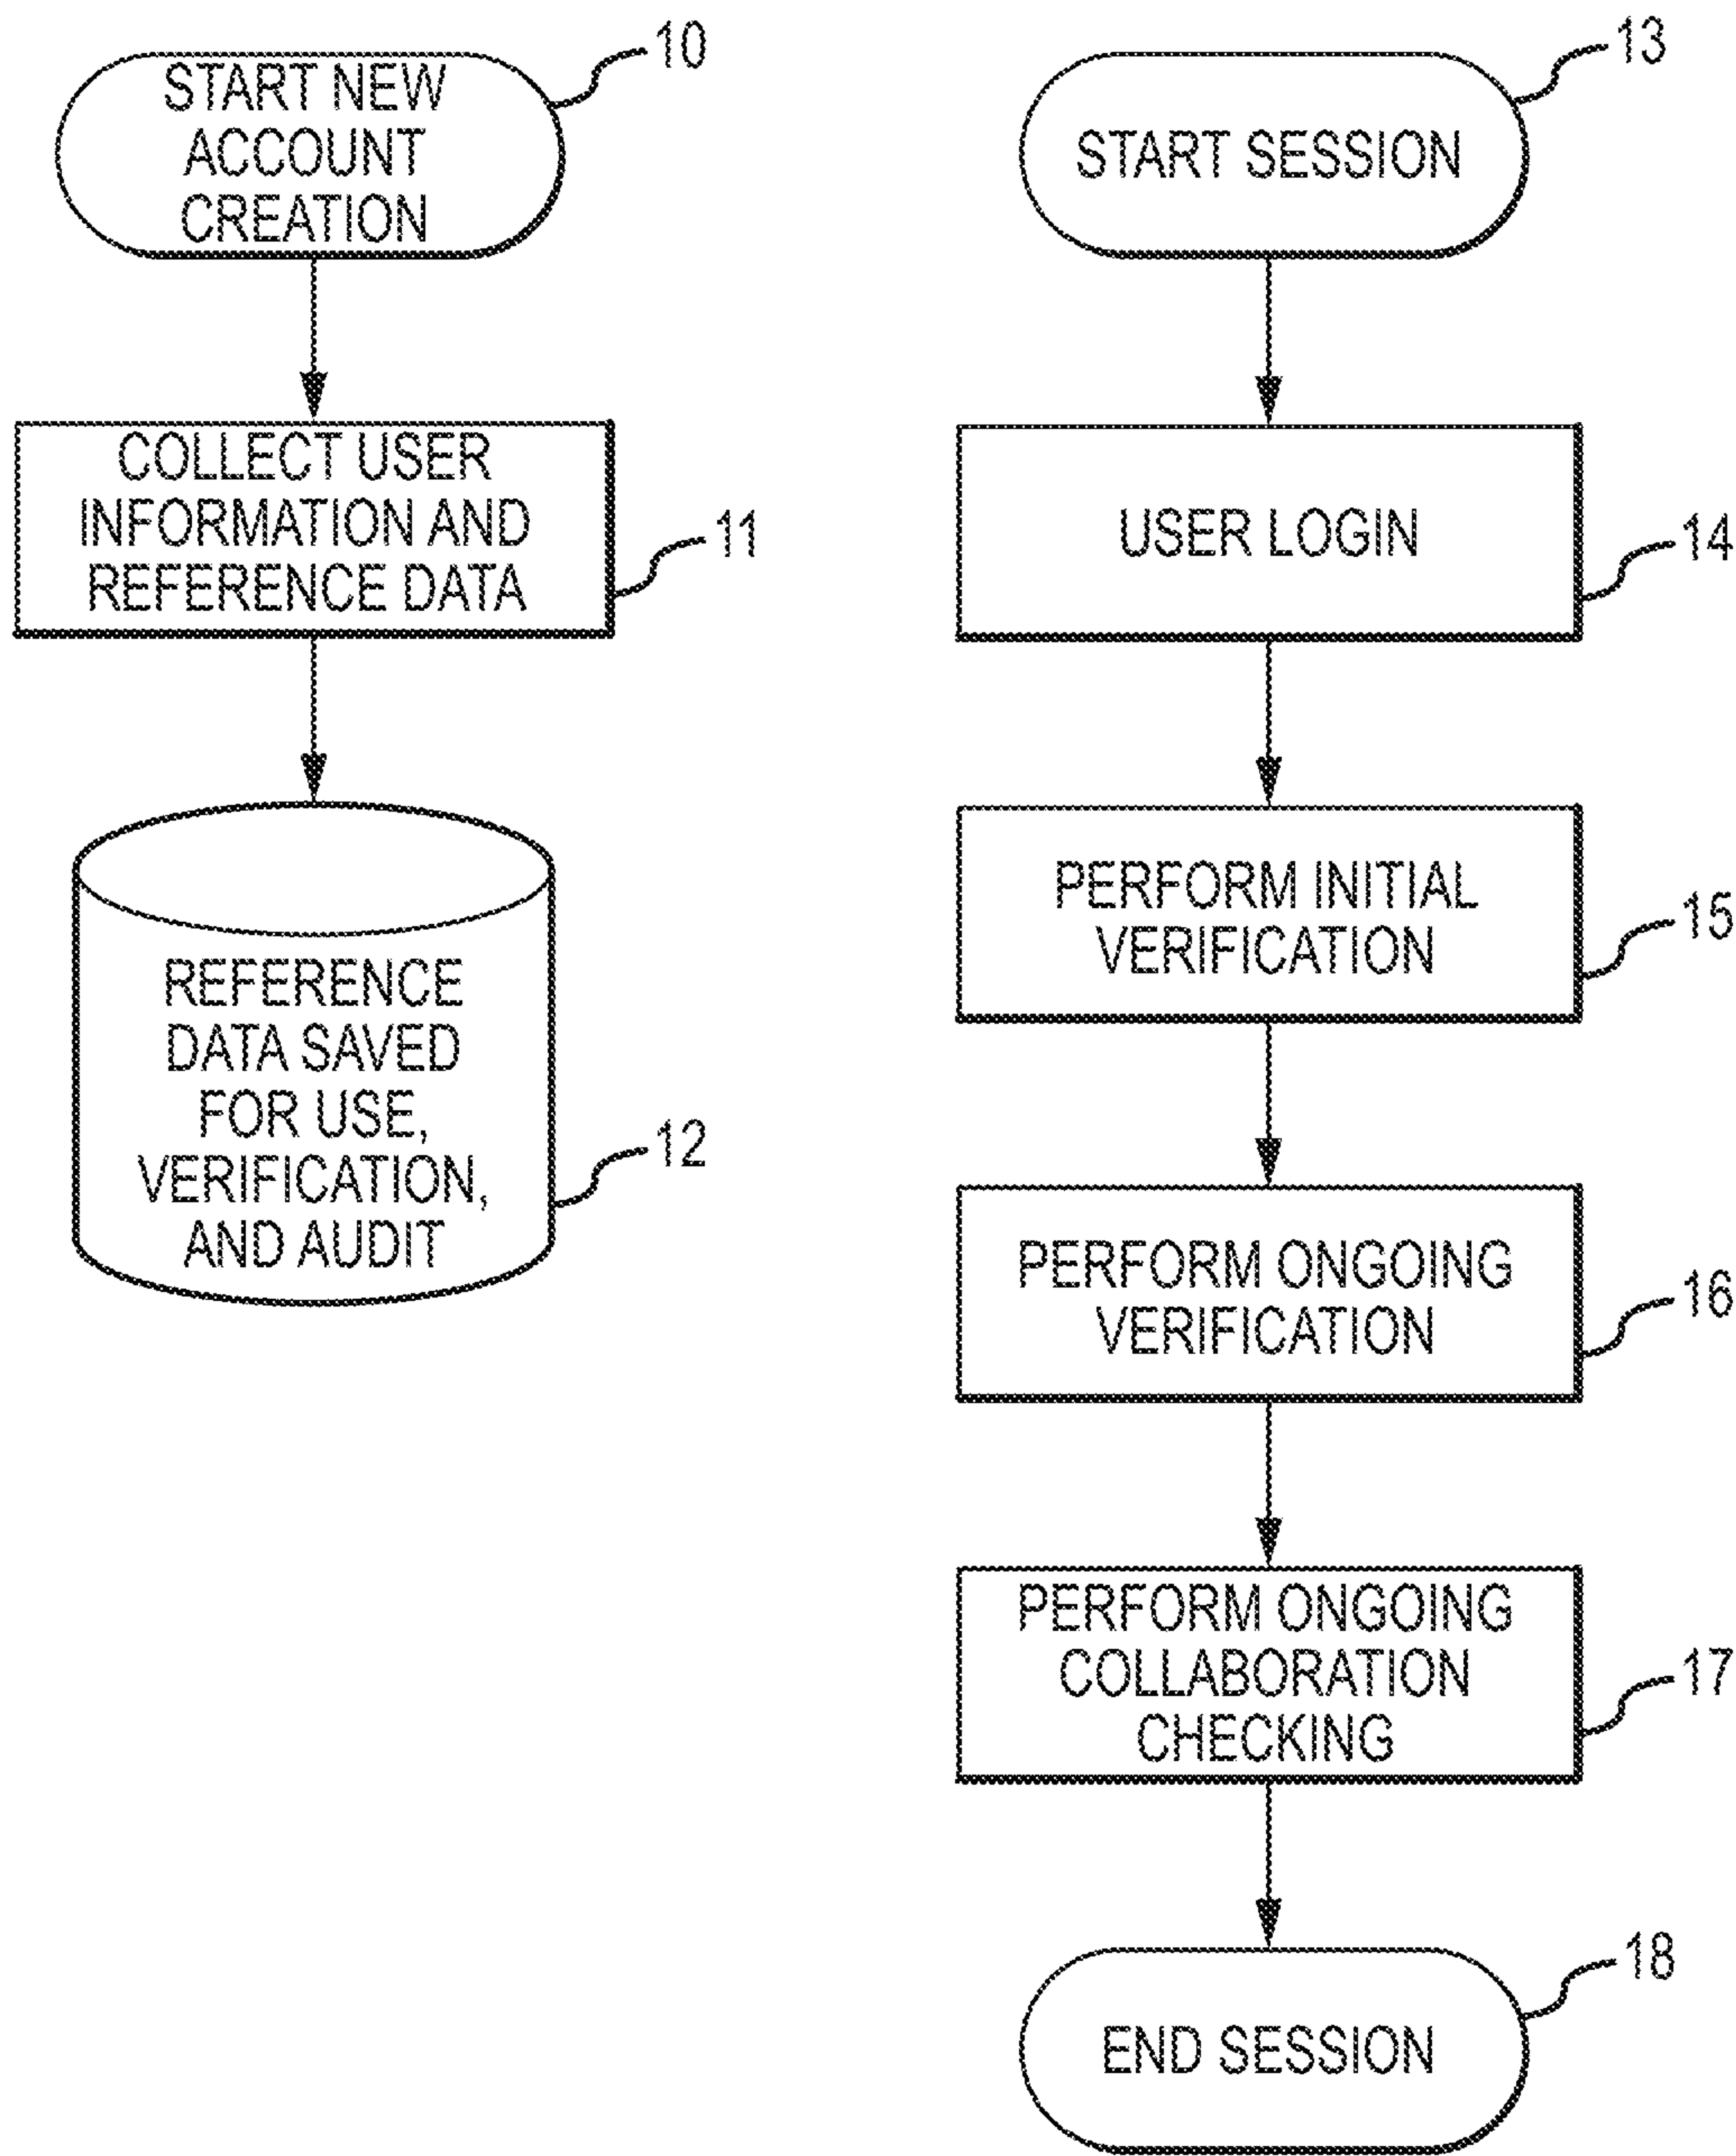 START NEW
ACCOUNT
CREATION
10
COLLECT USER
INFORMATION AND
REFERENCE DATA
11
REFERENCE
DATA SAVED
FOR USE,
VERIFICATION,
AND AUDIT
12
START SESSION
13
USER LOGIN
14
PERFORM INITIAL
VERIFICATION
15
PERFORM ONGOING
VERIFICATION
16
PERFORM ONGOING
COLLABORATION
CHECKING
17
END SESSION
18